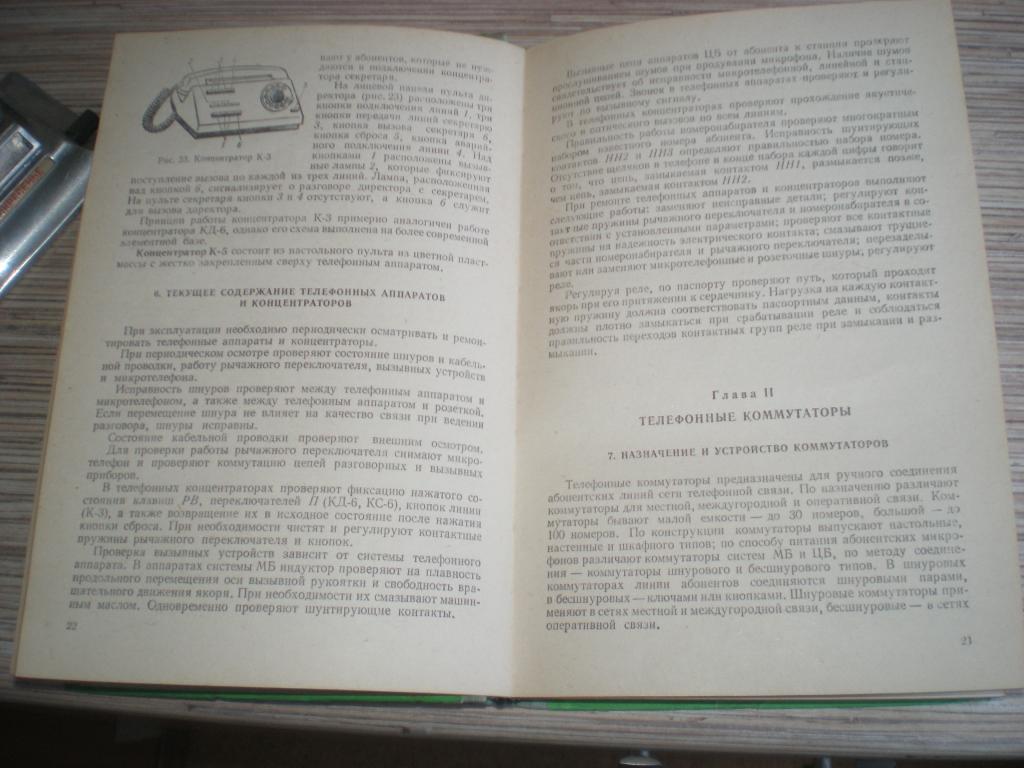 вают у абонентов, которые не нуж-
даются в подключении концентра-
тора секретаря.
На лицевой панели пульта ди-
ректора (рис. 23) расположены три
кнопки подключения линий 1, три
кнопки передачи линий секретарю
3, кнопка вызова секретаря 6,
кнопка сброса 5, кнопка аварий-
ного подключения линии 4. Над
кнопками 1 расположены вызыв-
ные лампы 2, которые фиксируют
Рис. 23. Концентратор К-3
поступление вызова по каждой из трех линий. Лампа, расположенная
над кнопкой 6, сигнализирует о разговоре директора с секретарем.
На пульте секретаря кнопки 3 и 4 отсутствуют, а кнопка 6 служит
для вызова директора.
Принцип работы концентратора К-3 примерно аналогичен работе
концентратора КД-6, однако его схема выполнена на более современной
элементной базе.
Концентратор К-5 состоит из настольного пульта из цветной пласт-
массы с жестко закрепленным сверху телефонным аппаратом.
6. ТЕКУЩЕЕ СОДЕРЖАНИЕ ТЕЛЕФОННЫХ АППАРАТОВ
И КОНЦЕНТРАТОРОВ
При эксплуатации необходимо периодически осматривать и ремон-
тировать телефонные аппараты и концентраторы.
При периодическом осмотре проверяют состояние шнуров и кабель-
ной проводки, работу рычажного переключателя, вызывных устройств
и микротелефона.
Исправность шнуров проверяют между телефонным аппаратом и
микротелефоном, а также между телефонным аппаратом и розеткой.
Если перемещение шнура не влияет на качество связи при ведении
разговора, шнуры исправны.
Состояние кабельной проводки проверяют внешним осмотром.
Для проверки работы рычажного переключателя снимают микро-
телефон и проверяют коммутацию цепей разговорных и вызывных
приборов.
В телефонных концентраторах проверяют фиксацию нажатого со-
стояния клавиш РВ, переключателей П (КД-6, КС-6), кнопок линии
(К-3), а также возвращение их в исходное состояние после нажатия
кнопки сброса. При необходимости чистят и регулируют контактные
пружины рычажного переключателя и кнопок.
Проверка вызывных устройств зависит от системы телефонного
аппарата. В аппаратах системы МБ индуктор проверяют на плавность
продольного перемещения оси вызывной рукоятки и свободность вра-
щательного движения якоря. При необходимости их смазывают машин-
ным маслом. Одновременно проверяют шунтирующие контакты.
22
Вызывные цепи аппаратов ЦБ от абонента к станции проверяют
прослушиванием шумов при продувании микрофона. Наличие шумов
свидетельствует об исправности микротелефонной, линейной и стан-
ционной цепей. Звонок в телефонных аппаратах проверяют и регули-
руют по вызывному сигналу.
В телефонных концентраторах проверяют прохождение акустиче-
ского и оптического вызовов по всем линиям.
Правильность работы номеронабирателя проверяют многократным
набором известного номера абонента. Исправность шунтирующих
контактов НН2 и НН3 определяют правильностью набора номера.
Отсутствие щелчков в телефоне в конце набора каждой цифры говорит
о том, что цепь, замыкаемая контактом НН1, размыкается позже,
чем цепь, замыкаемая контактом НН2.
При ремонте телефонных аппаратов и концентраторов выполняют
следующие работы: заменяют неисправные детали; регулируют кон-
тактные пружины рычажного переключателя и номеронабирателя в со-
ответствии с установленными параметрами; проверяют все контактные
пружины на надежность электрического контакта; смазывают трущие-
ся части номеронабирателя и рычажного переключателя; перезаделы-
вают или заменяют микротелефонные и розеточные шнуры; регулируют
реле.
Регулируя реле, по паспорту проверяют путь, который проходит
якорь при его притяжении к сердечнику. Нагрузка на каждую контакт-
ную пружину должна соответствовать паспортным данным, контакты
должны плотно замыкаться при срабатывании реле и соблюдаться
правильность переходов контактных групп реле при замыкании и раз-
мыкании.
Глава II
ТЕЛЕФОННЫЕ КОММУТАТОРЫ
7. НАЗНАЧЕНИЕ И УСТРОЙСТВО КОММУТАТОРОВ
Телефонные коммутаторы предназначены для ручного соединения
абонентских линий сети телефонной связи. По назначению различают
коммутаторы для местной, междугородной и оперативной связи. Ком-
мутаторы бывают малой емкости — до 30 номеров, большой — до
100 номеров. По конструкции коммутаторы выпускают настольные,
настенные и шкафного типов; по способу питания абонентских микро-
фонов различают коммутаторы систем МБ и ЦБ, по методу соедине-
ния — коммутаторы шнурового и бесшнурового типов. В шнуровых
коммутаторах линии абонентов соединяются шнуровыми парами,
в бесшнуровых — ключами или кнопками. Шнуровые коммутаторы при-
меняют в сетях местной и междугородной связи, бесшнуровые — в сетях
оперативной связи.
23